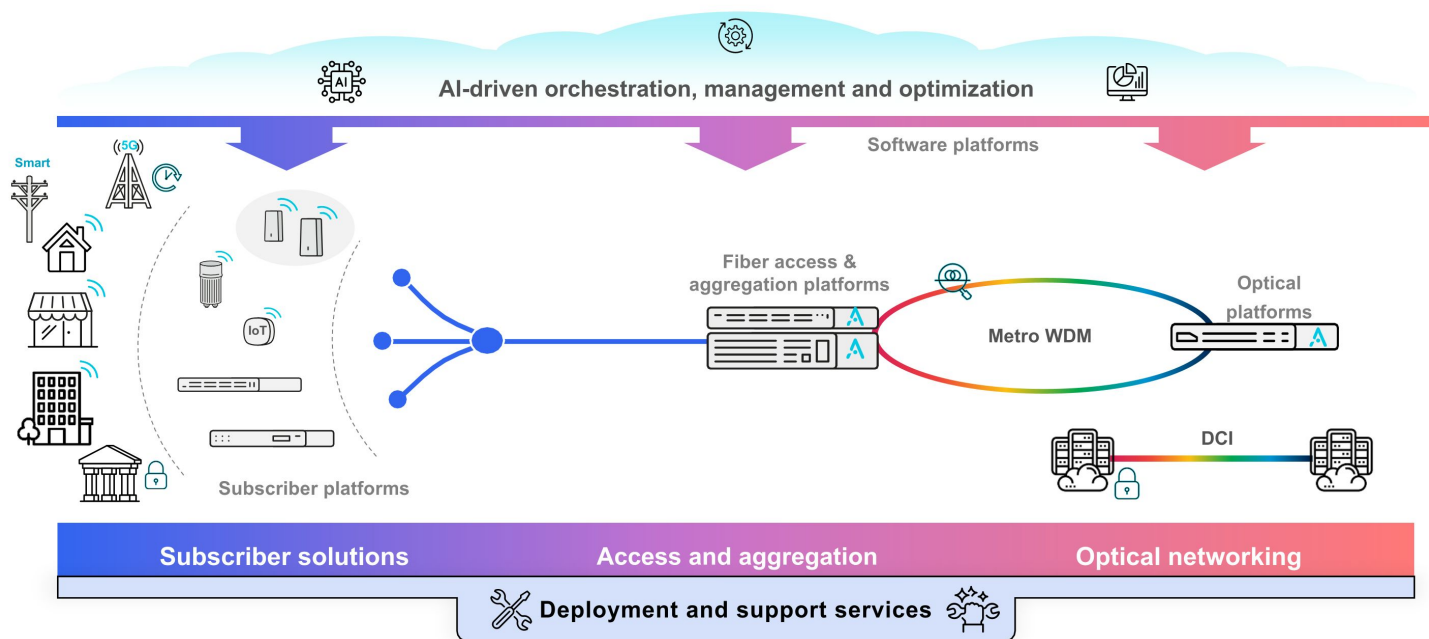 AI
AI-driven orchestration, management and optimization
Software platforms
Smart
5G
IoT
Subscriber platforms
Fiber access &
aggregation platforms
Metro WDM
Optical
platforms
DCI
Subscriber solutions
Access and aggregation
Optical networking
Deployment and support services